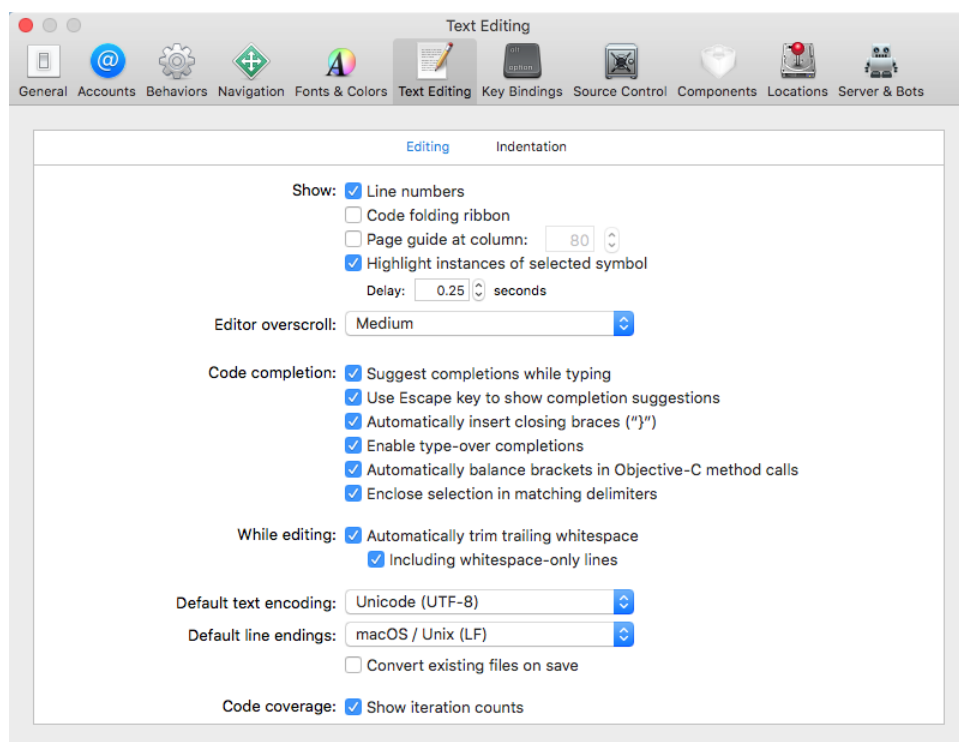 Text Editing
alt
option
General Accounts Behaviors Navigation Fonts & Colors Text Editing Key Bindings Source Control Components Locations Server & Bots
Editing Indentation
Show: Line numbers
Code folding ribbon
Page guide at column: 80
Highlight instances of selected symbol
Delay: 0.25 seconds
Editor overscroll: Medium
Code completion: Suggest completions while typing
Use Escape key to show completion suggestions
Automatically insert closing braces (“}”)
Enable type-over completions
Automatically balance brackets in Objective-C method calls
Enclose selection in matching delimiters
While editing: Automatically trim trailing whitespace
Including whitespace-only lines
Default text encoding: Unicode (UTF-8)
Default line endings: macOS / Unix (LF)
Convert existing files on save
Code coverage: Show iteration counts